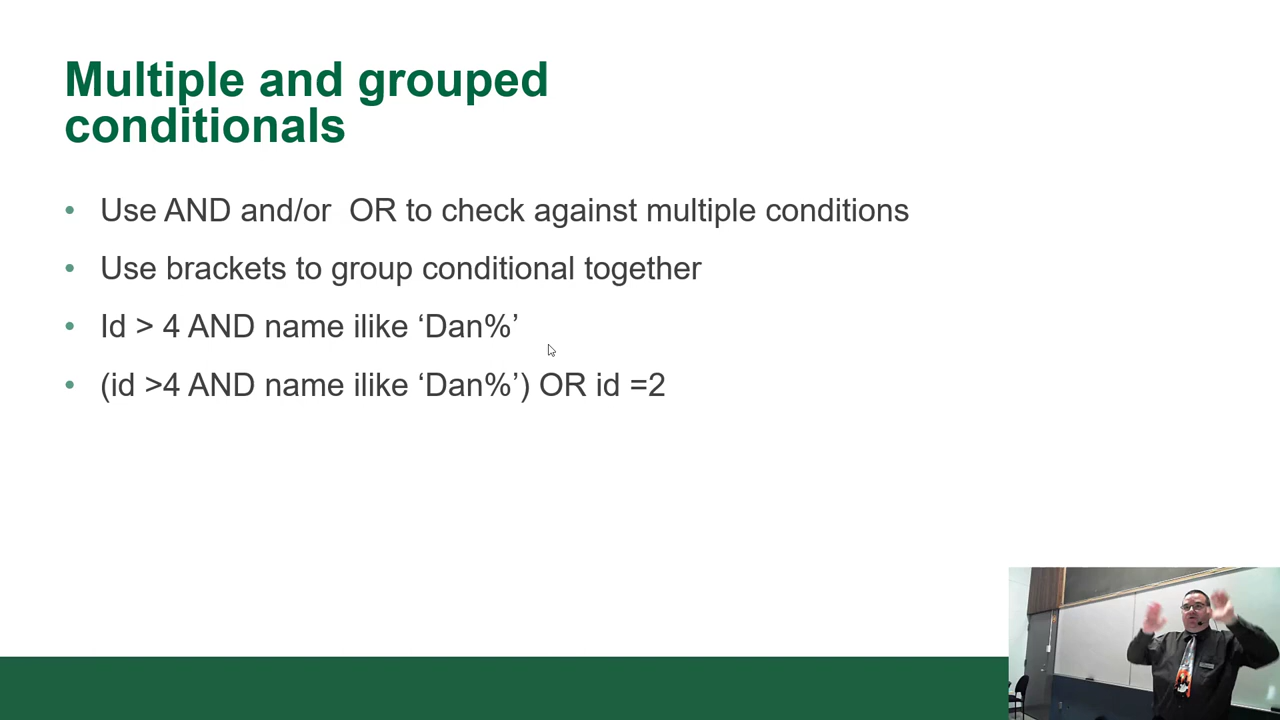 Multiple and grouped
conditionals
• Use AND and/or  OR to check against multiple conditions
• Use brackets to group conditional together
• Id > 4 AND name ilike ‘Dan%’
• (id >4 AND name ilike ‘Dan%’) OR id =2